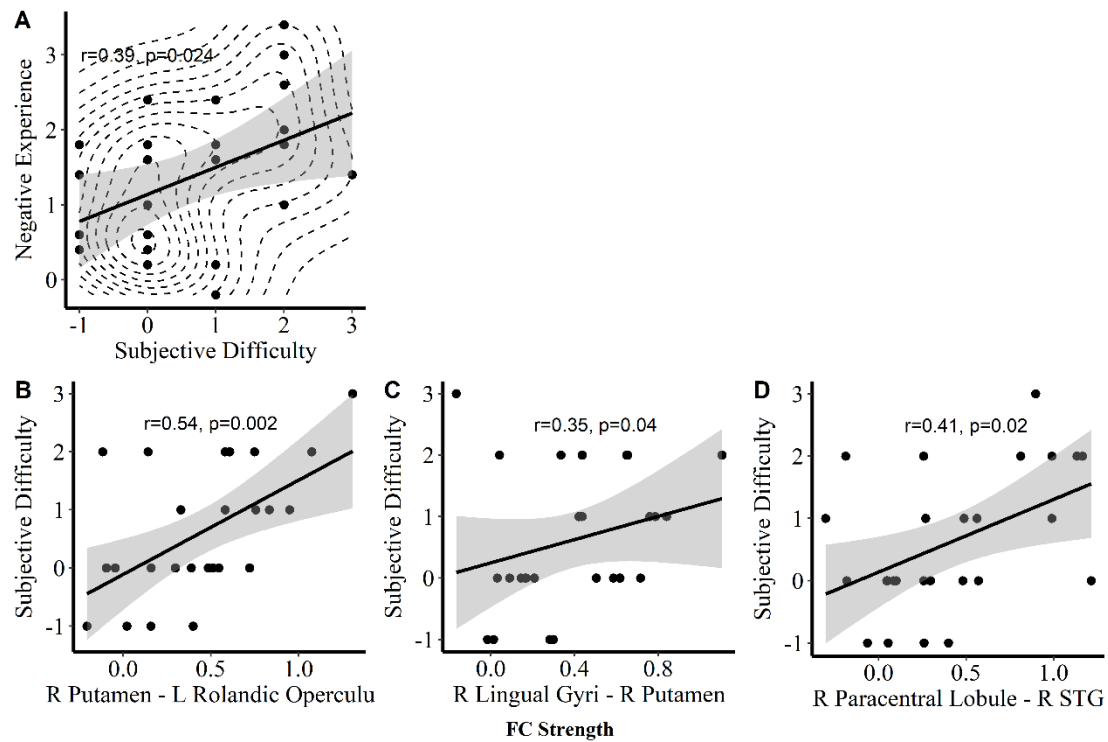 A
r=0.39, p=0.024
Negative Experience
3
2
1
0
-1 0 1 2 3
Subjective Difficulty
B
r=0.54, p=0.002
Subjective Difficulty
3
2
1
0
-1
0.0 0.5 1.0
R Putamen - L Rolandic Operculu
C
r=0.35, p=0.04
Subjective Difficulty
3
2
1
0
-1
0.0 0.4 0.8
R Lingual Gyri - R Putamen
D
r=0.41, p=0.02
Subjective Difficulty
3
2
1
0
-1
0.0 0.5 1.0
R Paracentral Lobule - R STG
FC Strength